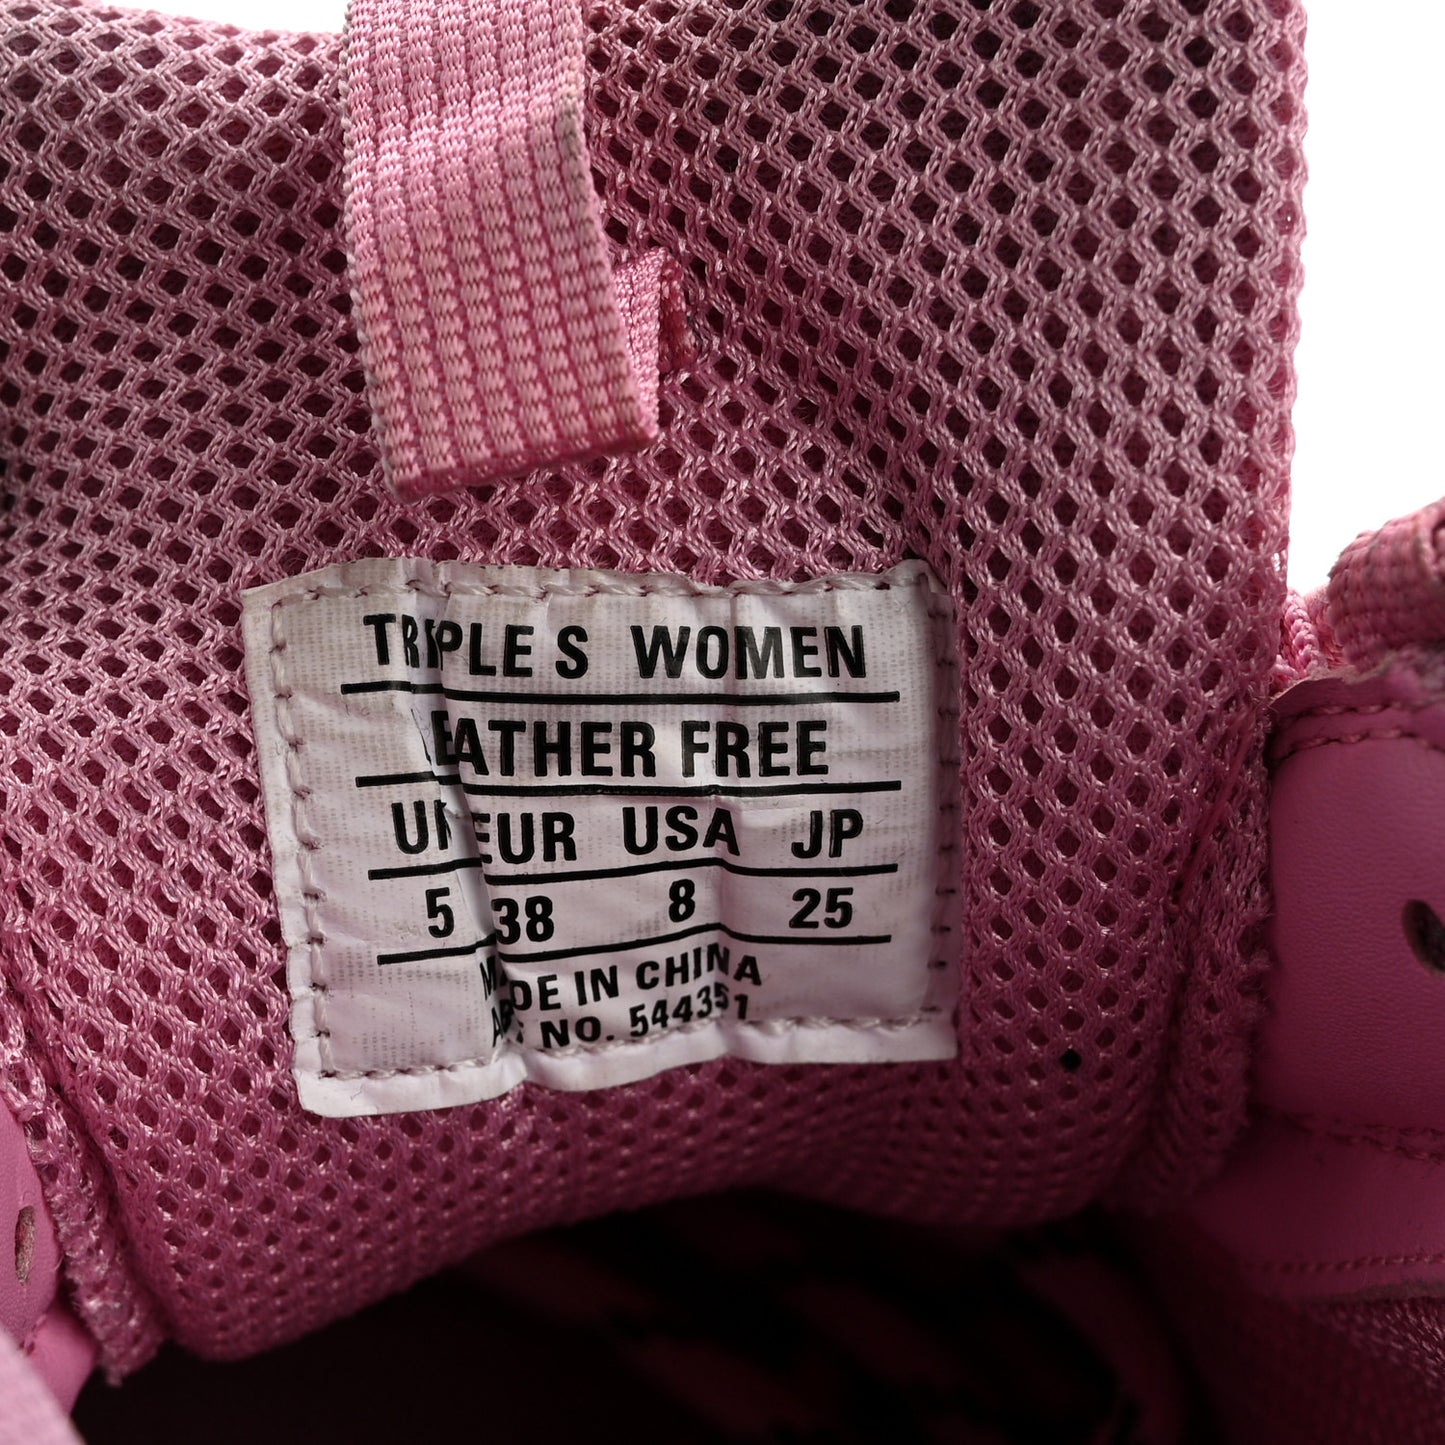 TRIPLE S WOMEN
LEATHER FREE
UK EUR USA JP
5 38 8 25
MADE IN CHINA
ART NO. 544351